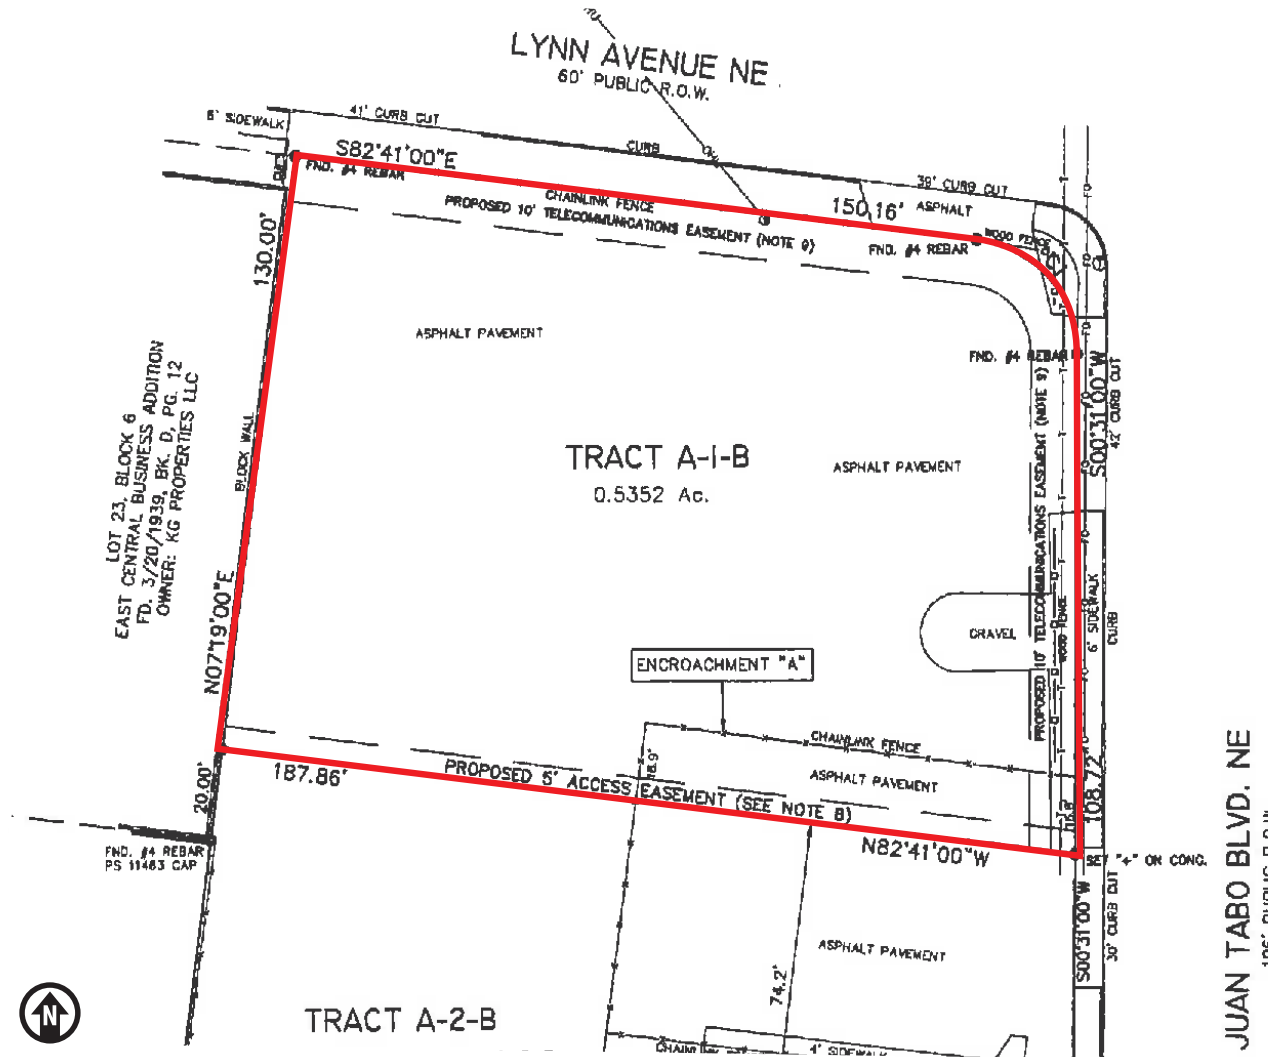 LYNN AVENUE NE
60' PUBLIC R.O.W.
6' SIDEWALK
41' CURB CUT
CURB
39' CURB CUT
S82°41'00"E
FND. #4 REBAR
CHAINLINK FENCE
150.16'
ASPHALT
PROPOSED 10' TELECOMMUNICATIONS EASEMENT (NOTE 9)
FND. #4 REBAR
WOOD FENCE
130.00'
ASPHALT PAVEMENT
FND. #4 REBAR
S00°31'00"W
42' CURB CUT
LOT 23, BLOCK 6
EAST CENTRAL BUSINESS ADDITION
FD. 3/20/1939, BK. D, PG. 12
OWNER: KG PROPERTIES LLC
BLOCK WALL
TRACT A-1-B
0.5352 Ac.
ASPHALT PAVEMENT
PROPOSED 10' TELECOMMUNICATIONS EASEMENT (NOTE 9)
WOOD FENCE
6' SIDEWALK
CURB
N07°19'00"E
GRAVEL
ENCROACHMENT "A"
CHAINLINK FENCE
ASPHALT PAVEMENT
187.86'
PROPOSED 5' ACCESS EASEMENT (SEE NOTE 8)
108.72'
20.00'
N82°41'00"W
SET "+" ON CONC.
FND. #4 REBAR
PS 11463 CAP
S00°31'00"W
30' CURB CUT
ASPHALT PAVEMENT
74.2'
JUAN TABO BLVD. NE
TRACT A-2-B
N
4' SIDEWALK